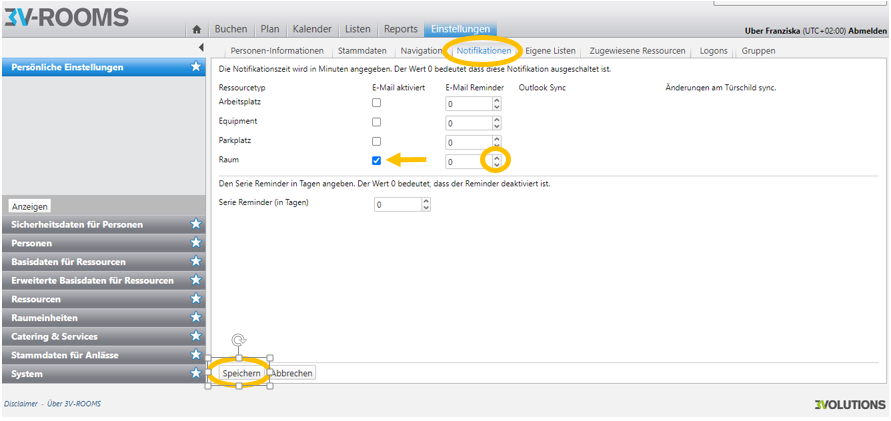 3V-ROOMS
Buchen Plan Kalender Listen Reports Einstellungen
Uber Franziska (UTC+02:00) Abmelden
Personen-Informationen Stammdaten Navigation Notifikationen Eigene Listen Zugewiesene Ressourcen Logons Gruppen
Persönliche Einstellungen
Die Notifikationszeit wird in Minuten angegeben. Der Wert 0 bedeutet dass diese Notifikation ausgeschaltet ist.
Ressourcetyp E-Mail aktiviert E-Mail Reminder Outlook Sync Änderungen am Türschild sync.
Arbeitsplatz 0
Equipment 0
Parkplatz 0
Raum 0
Den Serie Reminder in Tagen angeben. Der Wert 0 bedeutet, dass der Reminder deaktiviert ist.
Serie Reminder (in Tagen) 0
Anzeigen
Sicherheitsdaten für Personen
Personen
Basisdaten für Ressourcen
Erweiterte Basisdaten für Ressourcen
Ressourcen
Raumeinheiten
Catering & Services
Stammdaten für Anlässe
System
Speichern Abbrechen
Disclaimer - Über 3V-ROOMS
3VOLUTIONS